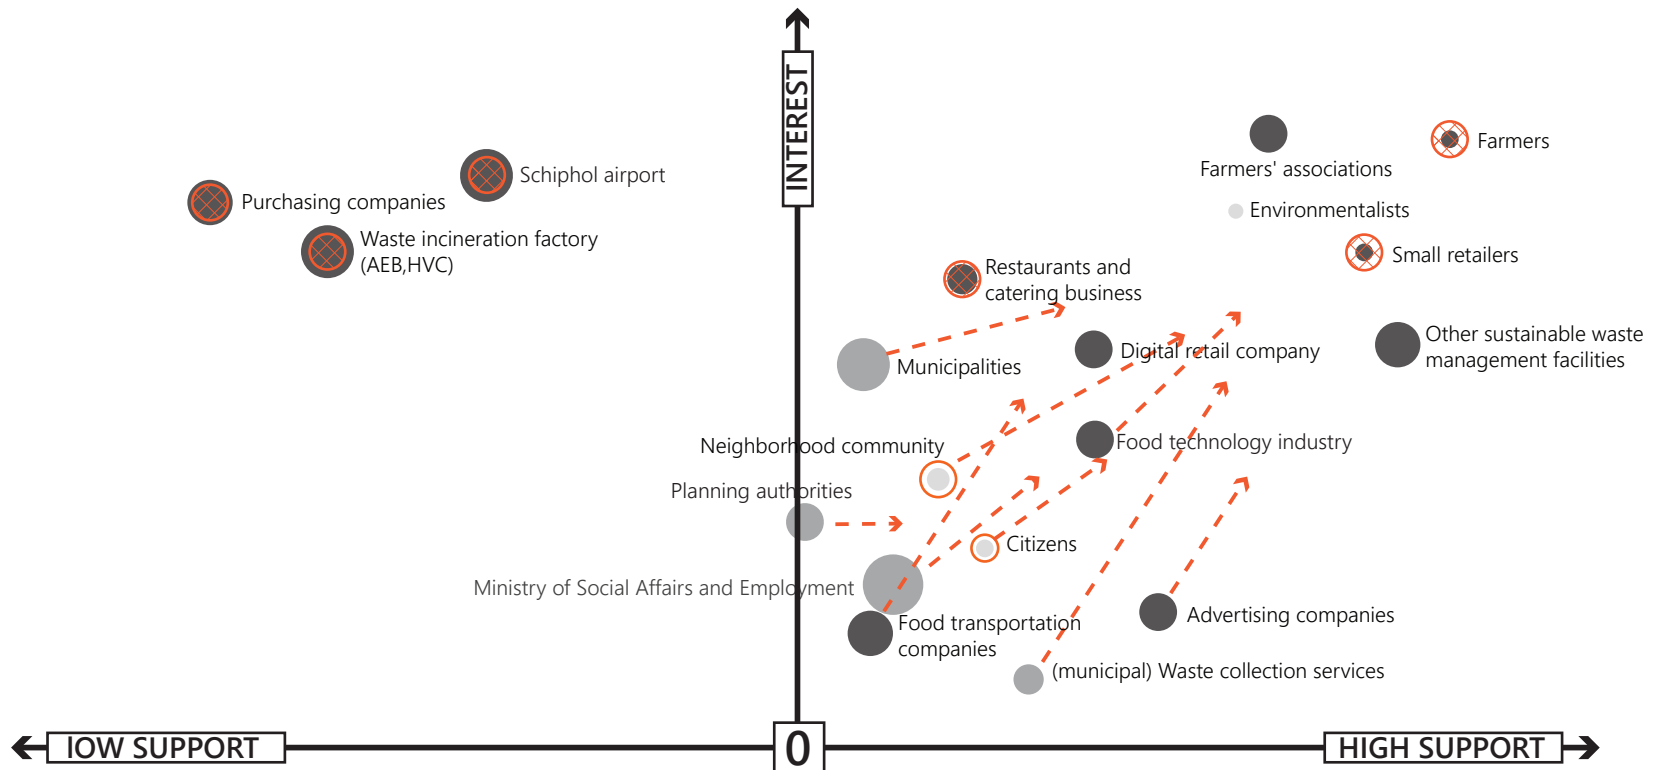 INTEREST
Farmers
Farmers' associations
Schiphol airport
Purchasing companies
Environmentalists
Waste incineration factory
(AEB,HVC)
Small retailers
Restaurants and
catering business
Other sustainable waste
management facilities
Digital retail company
Municipalities
Neighborhood community
Food technology industry
Planning authorities
Citizens
Ministry of Social Affairs and Employment
Food transportation
companies
Advertising companies
(municipal) Waste collection services
lOW SUPPORT
0
HIGH SUPPORT